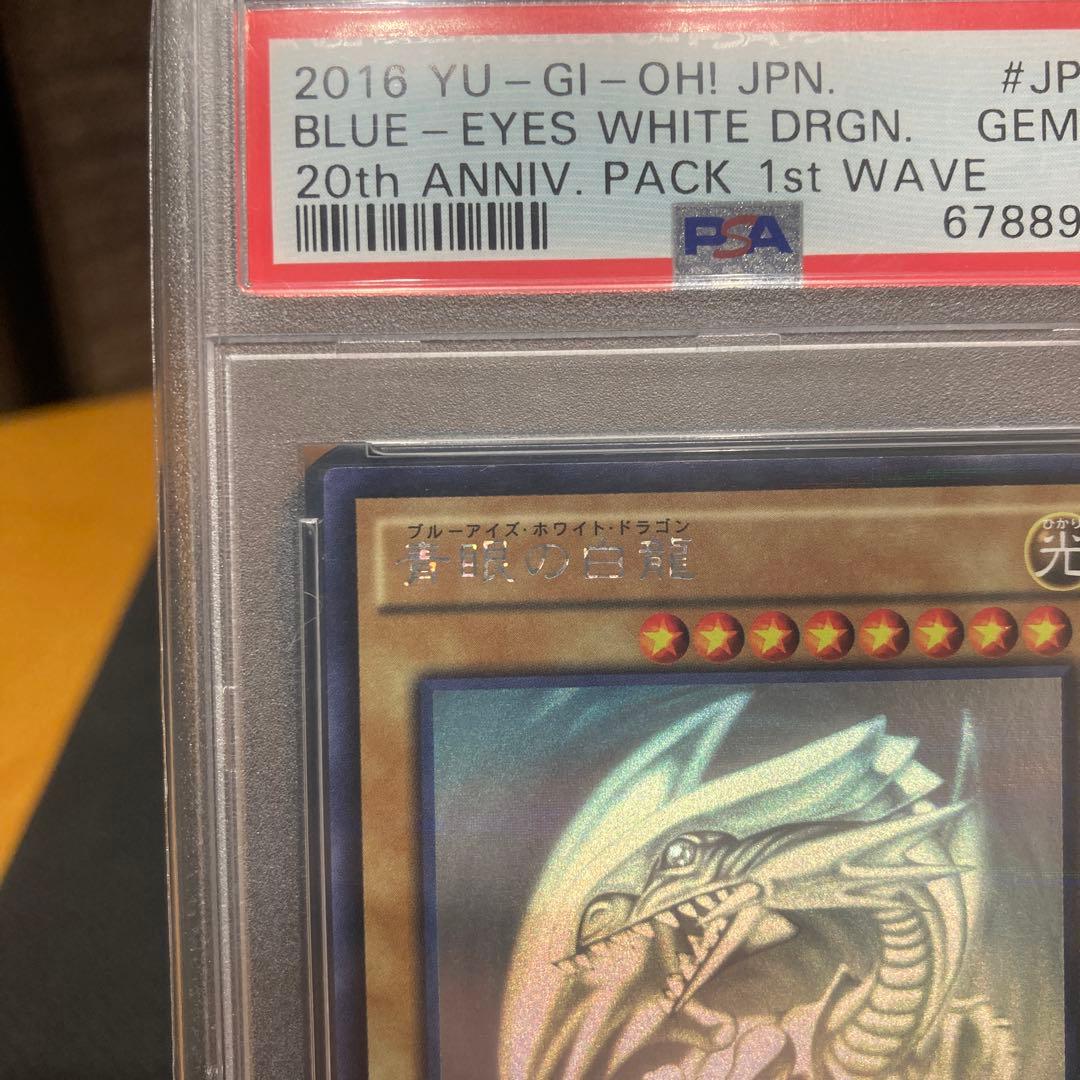 2016 YU-GI-OH! JPN. #JP
BLUE-EYES WHITE DRGN. GEM
20th ANNIV. PACK 1st WAVE
PSA 67889
ブルーアイズ・ホワイト・ドラゴン
青眼の白龍
ひかり
光